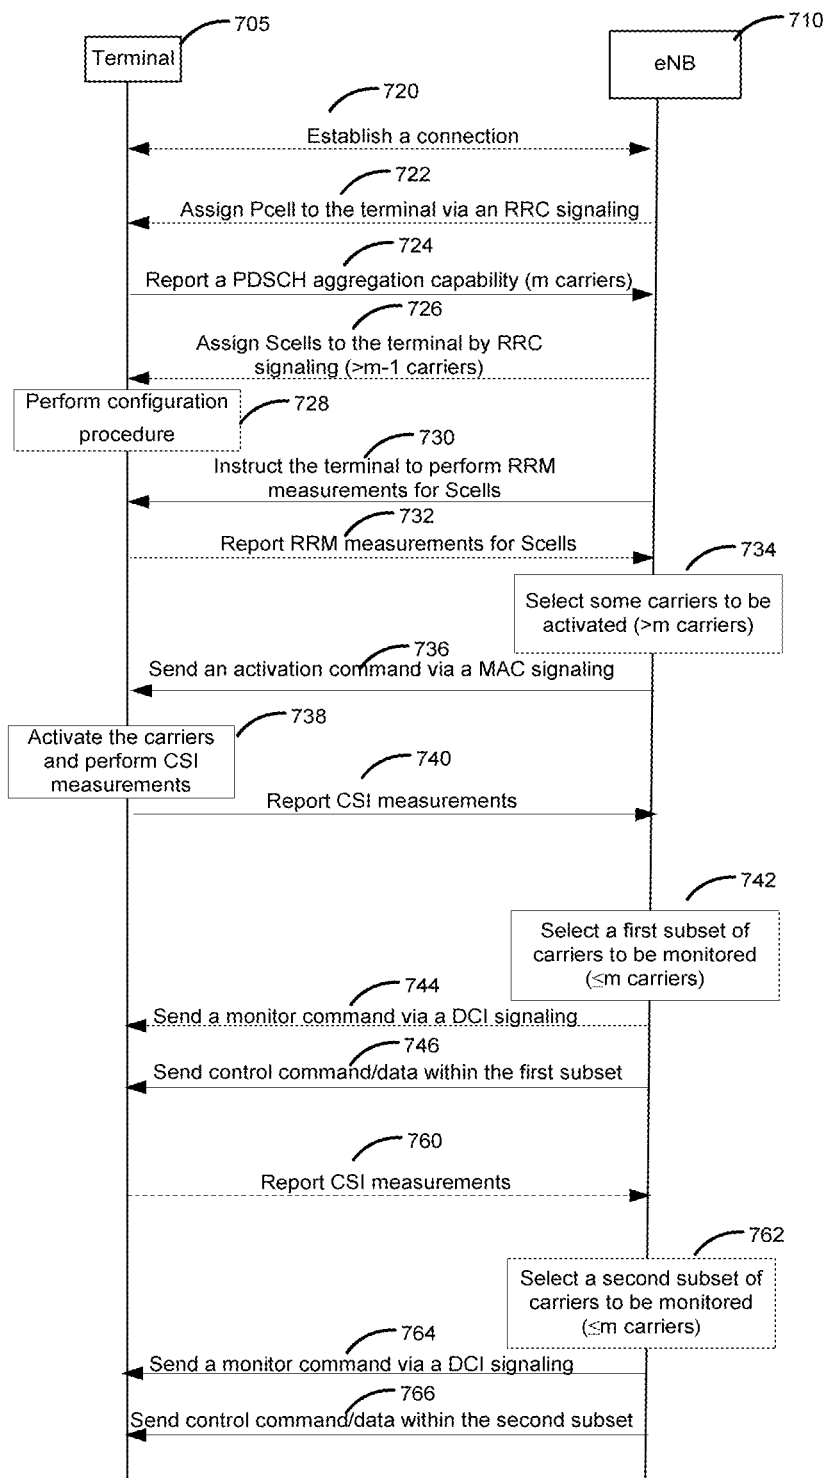 705
710
Terminal
eNB
720
Establish a connection
722
Assign Pcell to the terminal via an RRC signaling
724
Report a PDSCH aggregation capability (m carriers)
726
Assign Scells to the terminal by RRC
signaling (>m-1 carriers)
Perform configuration
procedure
728
730
Instruct the terminal to perform RRM
measurements for Scells
732
Report RRM measurements for Scells
734
Select some carriers to be
activated (>m carriers)
736
Send an activation command via a MAC signaling
738
Activate the carriers
and perform CSI
measurements
740
Report CSI measurements
742
Select a first subset of
carriers to be monitored
(≤m carriers)
744
Send a monitor command via a DCI signaling
746
Send control command/data within the first subset
760
Report CSI measurements
762
Select a second subset of
carriers to be monitored
(≤m carriers)
764
Send a monitor command via a DCI signaling
766
Send control command/data within the second subset